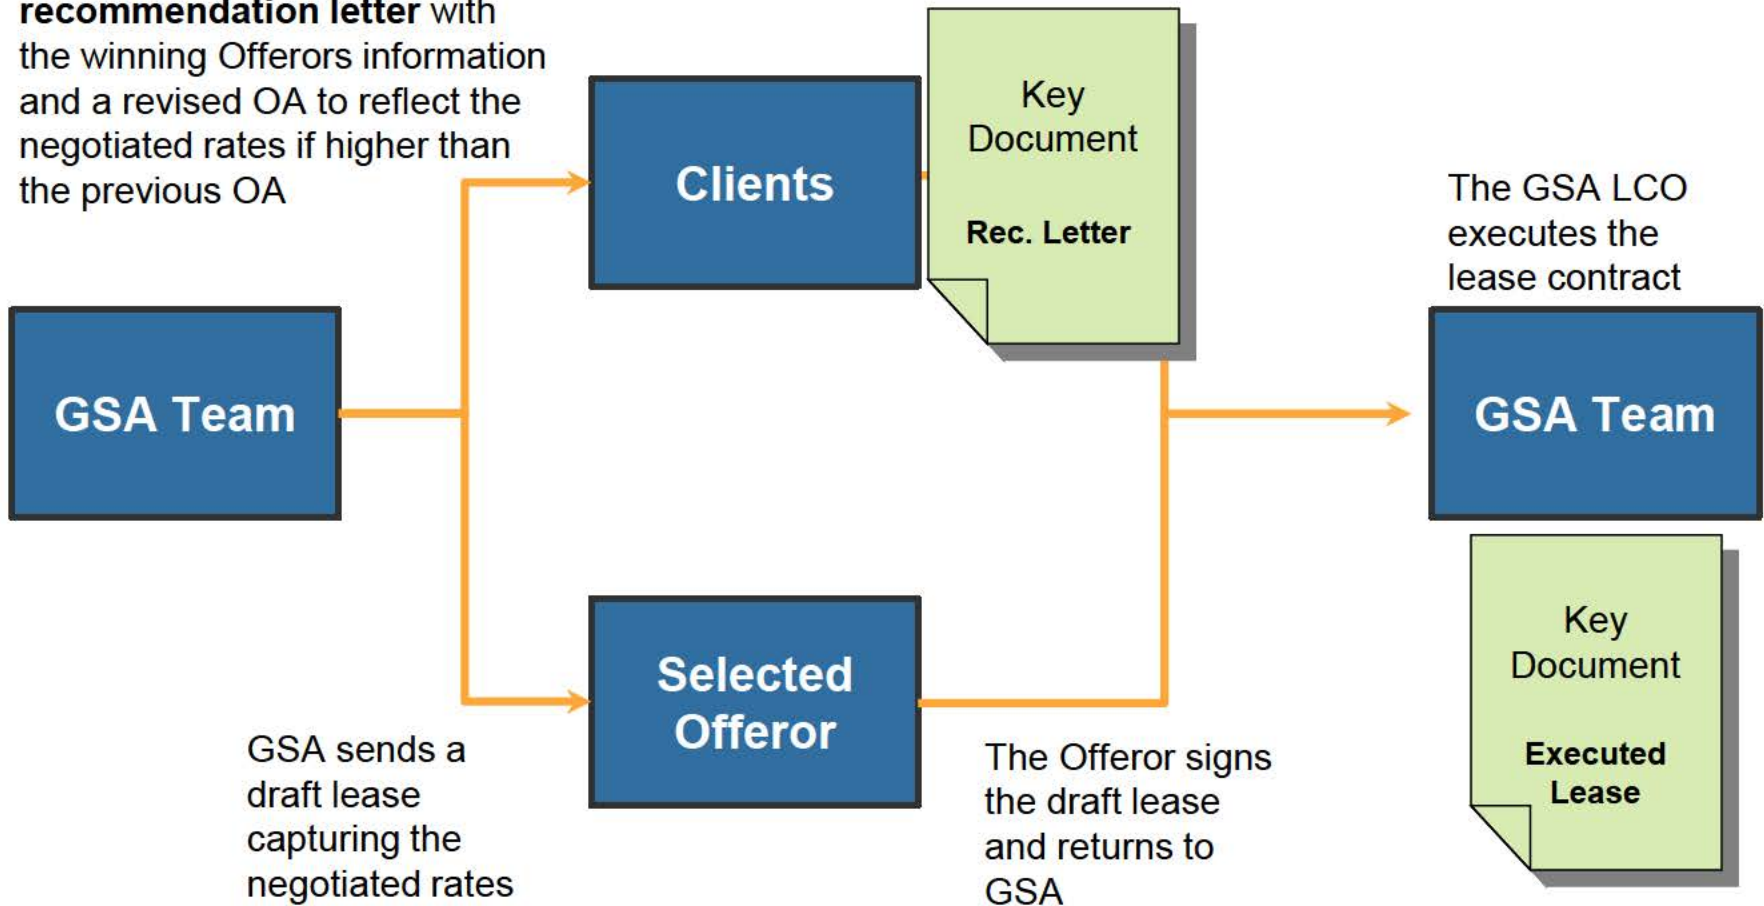 recommendation letter with
the winning Offerors information
and a revised OA to reflect the
negotiated rates if higher than
the previous OA
Clients
Key
Document
Rec. Letter
The GSA LCO
executes the
lease contract
GSA Team
GSA Team
Selected
Offeror
GSA sends a
draft lease
capturing the
negotiated rates
The Offeror signs
the draft lease
and returns to
GSA
Key
Document
Executed
Lease